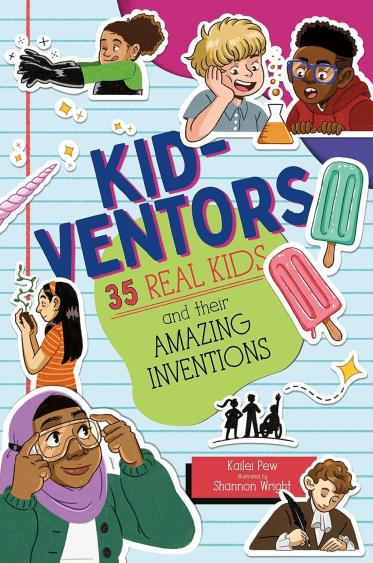 KID-
VENTORS
35 REAL KIDS
and their
AMAZING
INVENTIONS
Kailei Pew
illustrated by
Shannon Wright